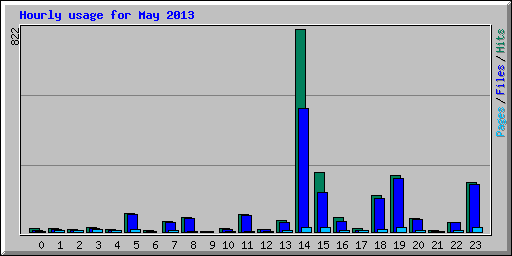 Hourly usage for May 2013
822
Pages/Files/Hits
0 1 2 3 4 5 6 7 8 9 10 11 12 13 14 15 16 17 18 19 20 21 22 23